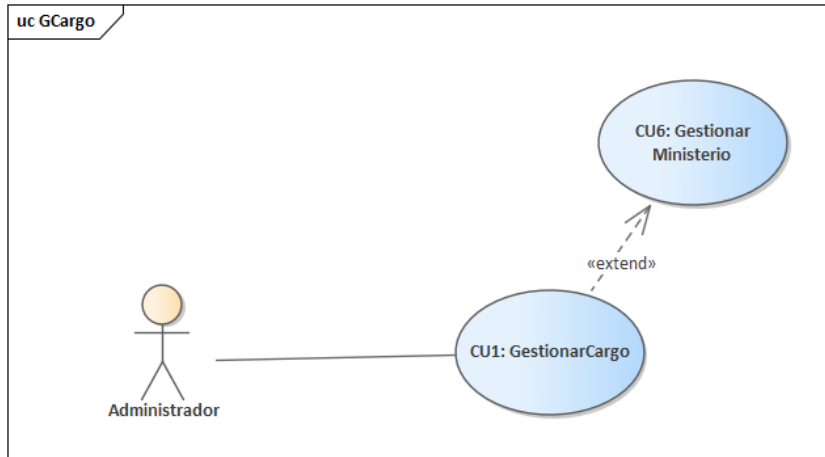 uc GCargo
CU6: Gestionar
Ministerio
«extend»
CU1: GestionarCargo
Administrador